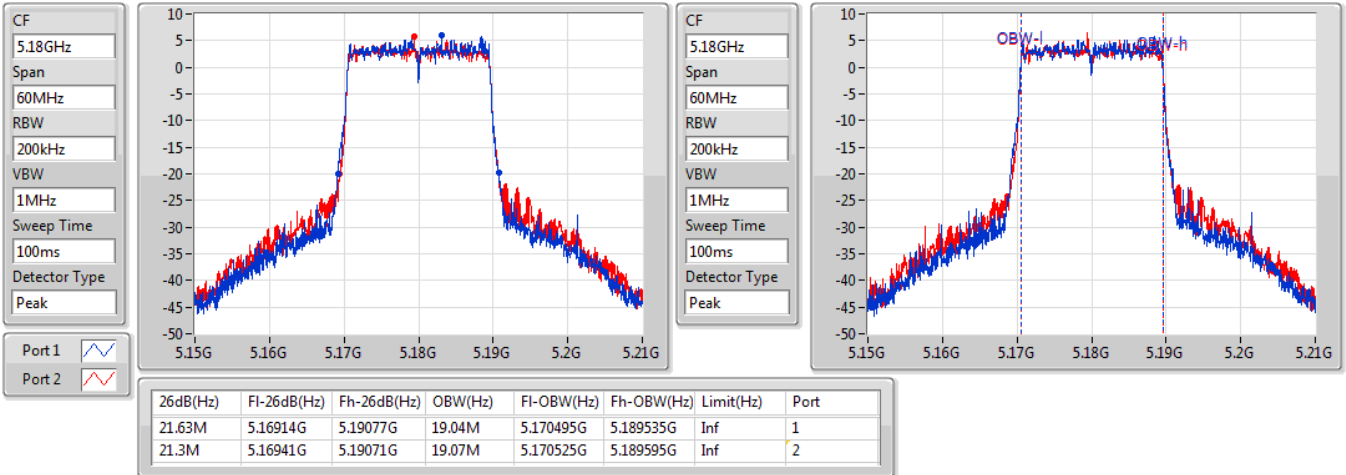 CF
5.18GHz
Span
60MHz
RBW
200kHz
VBW
1MHz
Sweep Time
100ms
Detector Type
Peak
10
5
0
-5
-10
-15
-20
-25
-30
-35
-40
-45
-50
5.15G 5.16G 5.17G 5.18G 5.19G 5.2G 5.21G
CF
5.18GHz
Span
60MHz
RBW
200kHz
VBW
1MHz
Sweep Time
100ms
Detector Type
Peak
10
5
0
-5
-10
-15
-20
-25
-30
-35
-40
-45
-50
OBW-l OBW-h
5.15G 5.16G 5.17G 5.18G 5.19G 5.2G 5.21G
Port 1
Port 2
26dB(Hz) Fl-26dB(Hz) Fh-26dB(Hz) OBW(Hz) Fl-OBW(Hz) Fh-OBW(Hz) Limit(Hz) Port
21.63M 5.16914G 5.19077G 19.04M 5.170495G 5.189535G Inf 1
21.3M 5.16941G 5.19071G 19.07M 5.170525G 5.189595G Inf 2